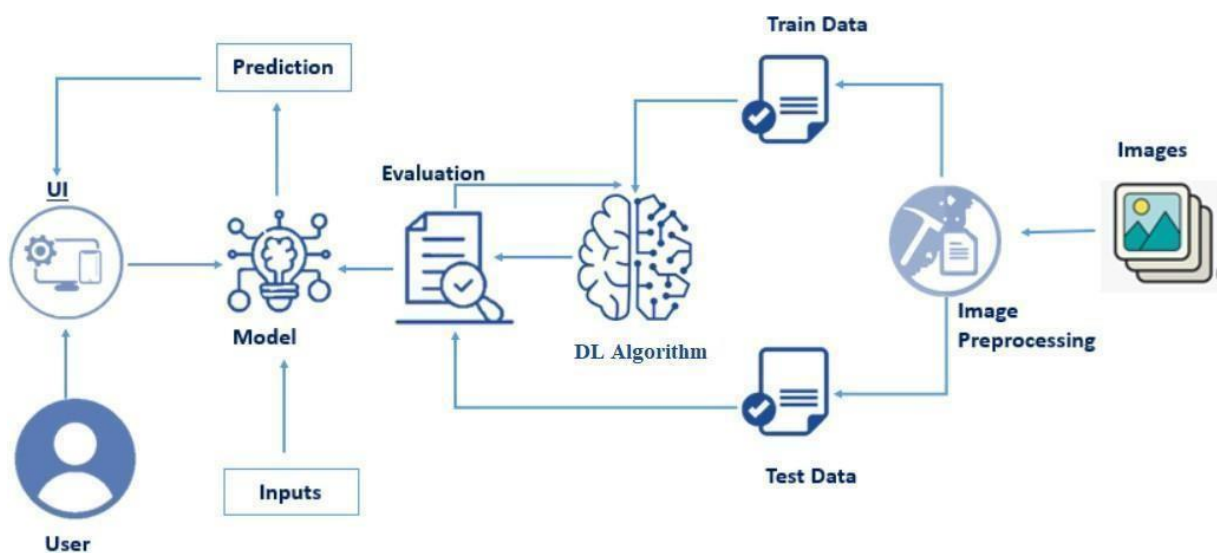 Train Data
Prediction
Images
Evaluation
UI
Model
DL Algorithm
Image
Preprocessing
Test Data
Inputs
User